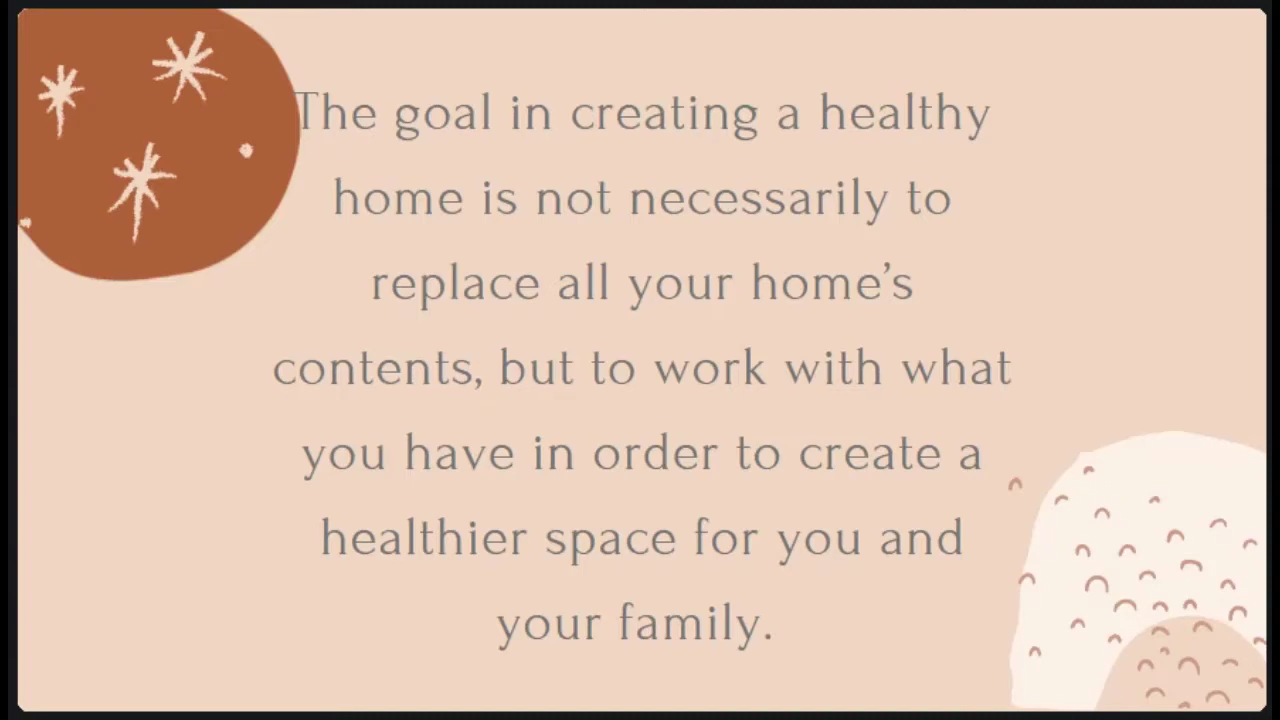 The goal in creating a healthy
home is not necessarily to
replace all your home’s
contents, but to work with what
you have in order to create a
healthier space for you and
your family.